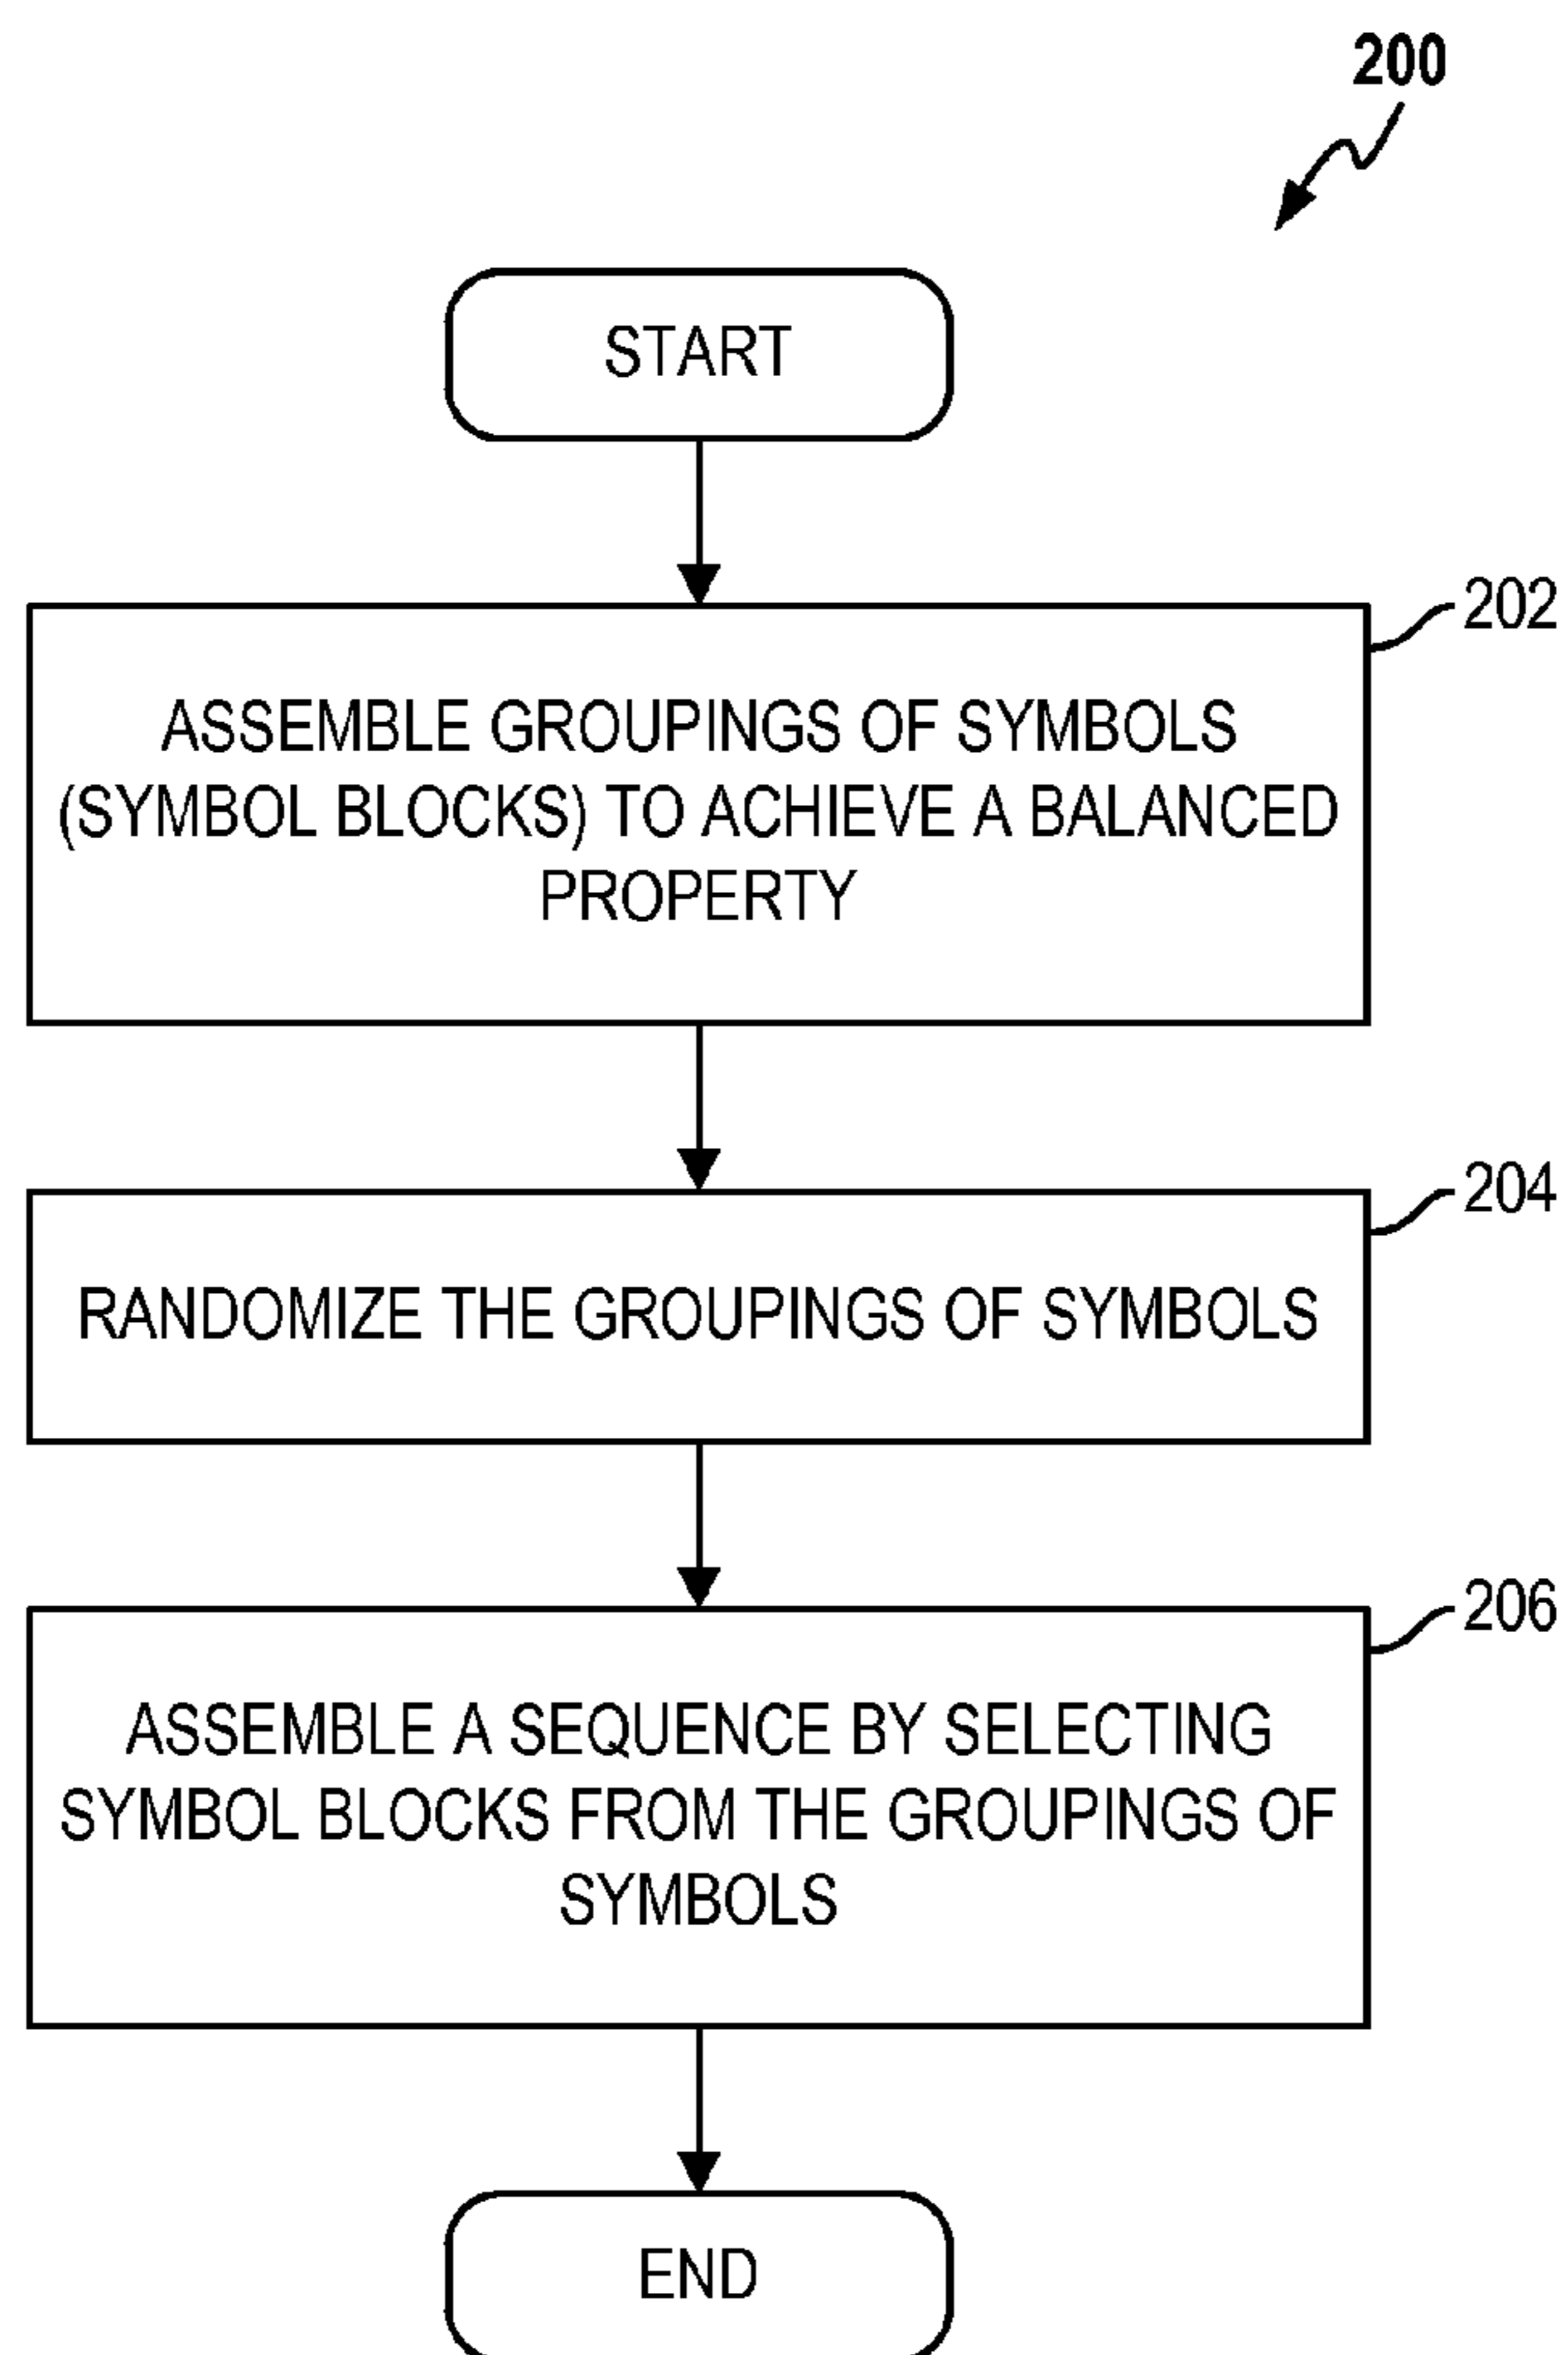 200
START
202
ASSEMBLE GROUPINGS OF SYMBOLS
(SYMBOL BLOCKS) TO ACHIEVE A BALANCED
PROPERTY
204
RANDOMIZE THE GROUPINGS OF SYMBOLS
206
ASSEMBLE A SEQUENCE BY SELECTING
SYMBOL BLOCKS FROM THE GROUPINGS OF
SYMBOLS
END